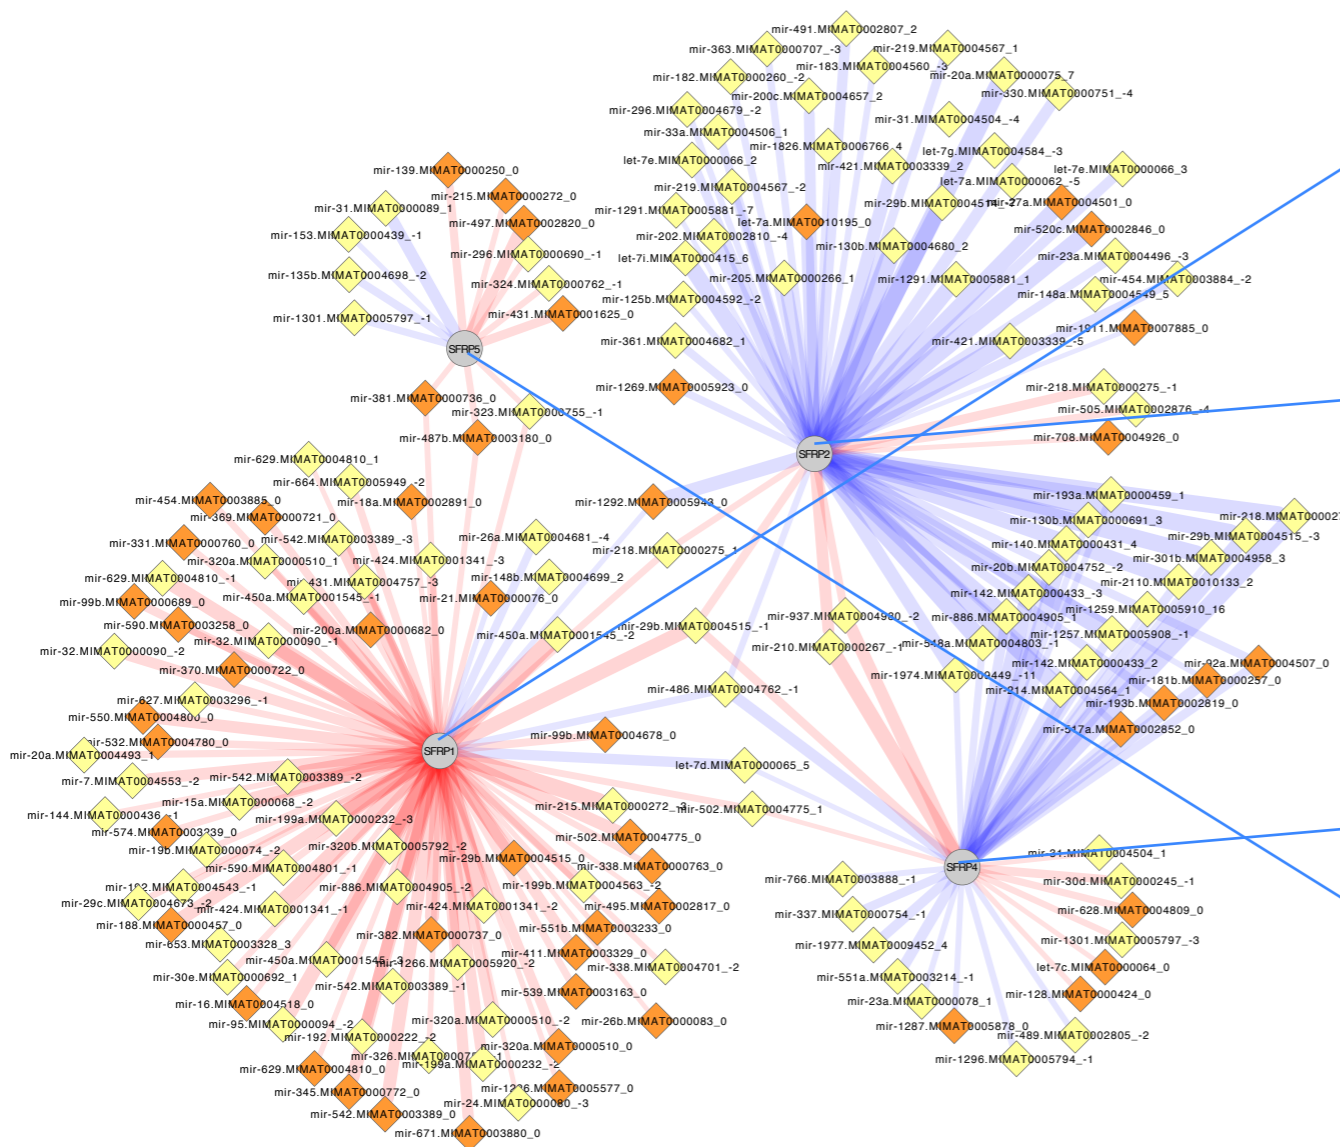 mir-491.MIMAT0002807_2
mir-363.MIMAT0000707_-3
mir-219.MIMAT0004567_1
mir-183.MIMAT0004560_-3
mir-182.MIMAT0000260_-2
mir-20a.MIMAT0000075_7
mir-200c.MIMAT0004657_2
mir-330.MIMAT0000751_-4
mir-296.MIMAT0004679_-2
mir-31.MIMAT0004504_-4
mir-33a.MIMAT0004506_1
mir-1826.MIMAT0006766_4
let-7g.MIMAT0004584_-3
let-7e.MIMAT0000066_2
mir-421.MIMAT0003339_2
let-7e.MIMAT0000066_3
mir-139.MIMAT0000250_0
let-7a.MIMAT0000062_-5
mir-219.MIMAT0004567_-2
mir-215.MIMAT0000272_0
mir-27a.MIMAT0004501_0
mir-31.MIMAT0000089_1
mir-1291.MIMAT0005881_-7
mir-497.MIMAT0002820_0
let-7a.MIMAT0010195_0
mir-520c.MIMAT0002846_0
mir-153.MIMAT0000439_-1
mir-202.MIMAT0002810_-4
mir-130b.MIMAT0004680_2
mir-296.MIMAT0000690_-1
let-7i.MIMAT0000415_6
mir-23a.MIMAT0004496_-3
mir-135b.MIMAT0004698_-2
mir-205.MIMAT0000266_1
mir-1291.MIMAT0005881_1
mir-454.MIMAT0003884_-2
mir-324.MIMAT0000762_-1
mir-125b.MIMAT0004592_-2
mir-148a.MIMAT0004549_5
mir-1301.MIMAT0005797_-1
mir-431.MIMAT0001625_0
mir-1911.MIMAT0007885_0
SFRP5
mir-361.MIMAT0004682_1
mir-421.MIMAT0003339_-5
mir-1269.MIMAT0005923_0
mir-218.MIMAT0000275_-1
mir-381.MIMAT0000736_0
mir-323.MIMAT0000755_-1
mir-505.MIMAT0002876_-4
mir-487b.MIMAT0003180_0
mir-708.MIMAT0004926_0
SFRP2
mir-629.MIMAT0004810_1
mir-664.MIMAT0005949_-2
mir-454.MIMAT0003885_0
mir-18a.MIMAT0002891_0
mir-1292.MIMAT0005943_0
mir-193a.MIMAT0000459_1
mir-369.MIMAT0000721_0
mir-130b.MIMAT0000691_3
mir-29b.MIMAT0004515_-3
mir-331.MIMAT0000760_0
mir-542.MIMAT0003389_-3
mir-26a.MIMAT0004681_-4
mir-140.MIMAT0000431_4
mir-218.MIMAT0000275_1
mir-301b.MIMAT0004958_3
mir-320a.MIMAT0000510_1
mir-424.MIMAT0001341_-3
mir-20b.MIMAT0004752_-2
mir-629.MIMAT0004810_-1
mir-431.MIMAT0004757_-3
mir-148b.MIMAT0004699_2
mir-2110.MIMAT0010133_2
mir-99b.MIMAT0000689_0
mir-450a.MIMAT0001545_-1
mir-21.MIMAT0000076_0
mir-142.MIMAT0000433_-3
mir-1259.MIMAT0005910_16
mir-590.MIMAT0003258_0
mir-200a.MIMAT0000682_0
mir-29b.MIMAT0004515_-1
mir-886.MIMAT0004905_1
mir-32.MIMAT0000090_-1
mir-450a.MIMAT0001545_-2
mir-1257.MIMAT0005908_-1
mir-32.MIMAT0000090_-2
mir-210.MIMAT0000267_-1
mir-548a.MIMAT0004803_-1
mir-142.MIMAT0000433_2
mir-92a.MIMAT0004507_0
mir-370.MIMAT0000722_0
mir-1974.MIMAT0009449_-11
mir-181b.MIMAT0000257_0
mir-486.MIMAT0004762_-1
mir-214.MIMAT0004564_1
mir-627.MIMAT0003296_-1
mir-193b.MIMAT0002819_0
mir-517a.MIMAT0002852_0
mir-532.MIMAT0004780_0
mir-99b.MIMAT0004678_0
SFRP1
mir-20a.MIMAT0004493_1
let-7d.MIMAT0000065_5
mir-7.MIMAT0004553_-2
mir-542.MIMAT0003389_-2
mir-15a.MIMAT0000068_-2
mir-215.MIMAT0000272_-3
mir-502.MIMAT0004775_1
mir-144.MIMAT0000436_-1
mir-199a.MIMAT0000232_-3
mir-502.MIMAT0004775_0
mir-19b.MIMAT0000074_-2
mir-320b.MIMAT0005792_-2
mir-31.MIMAT0004504_1
mir-590.MIMAT0004801_-1
mir-29b.MIMAT0004515_0
mir-338.MIMAT0000763_0
SFRP4
mir-766.MIMAT0003888_-1
mir-30d.MIMAT0000245_-1
mir-886.MIMAT0004905_-2
mir-199b.MIMAT0004563_-2
mir-29c.MIMAT0004673_-2
mir-424.MIMAT0001341_-1
mir-424.MIMAT0001341_-2
mir-495.MIMAT0002817_0
mir-628.MIMAT0004809_0
mir-337.MIMAT0000754_-1
mir-188.MIMAT0000457_0
mir-382.MIMAT0000737_0
mir-551b.MIMAT0003233_0
mir-653.MIMAT0003328_3
mir-1977.MIMAT0009452_4
mir-1301.MIMAT0005797_-3
mir-411.MIMAT0003329_0
mir-450a.MIMAT0001545_-3
mir-1266.MIMAT0005920_-2
mir-338.MIMAT0004701_-2
let-7c.MIMAT0000064_0
mir-30e.MIMAT0000692_1
mir-551a.MIMAT0003214_-1
mir-542.MIMAT0003389_-1
mir-539.MIMAT0003163_0
mir-128.MIMAT0000424_0
mir-16.MIMAT0004518_0
mir-23a.MIMAT0000078_1
mir-95.MIMAT0000094_-2
mir-320a.MIMAT0000510_-2
mir-26b.MIMAT0000083_0
mir-1287.MIMAT0005878_0
mir-192.MIMAT0000222_-2
mir-489.MIMAT0002805_-2
mir-320a.MIMAT0000510_0
mir-1296.MIMAT0005794_-1
mir-199a.MIMAT0000232_-2
mir-629.MIMAT0004810_0
mir-345.MIMAT0000772_0
mir-24.MIMAT0000080_-3
mir-542.MIMAT0003389_0
mir-671.MIMAT0003880_0